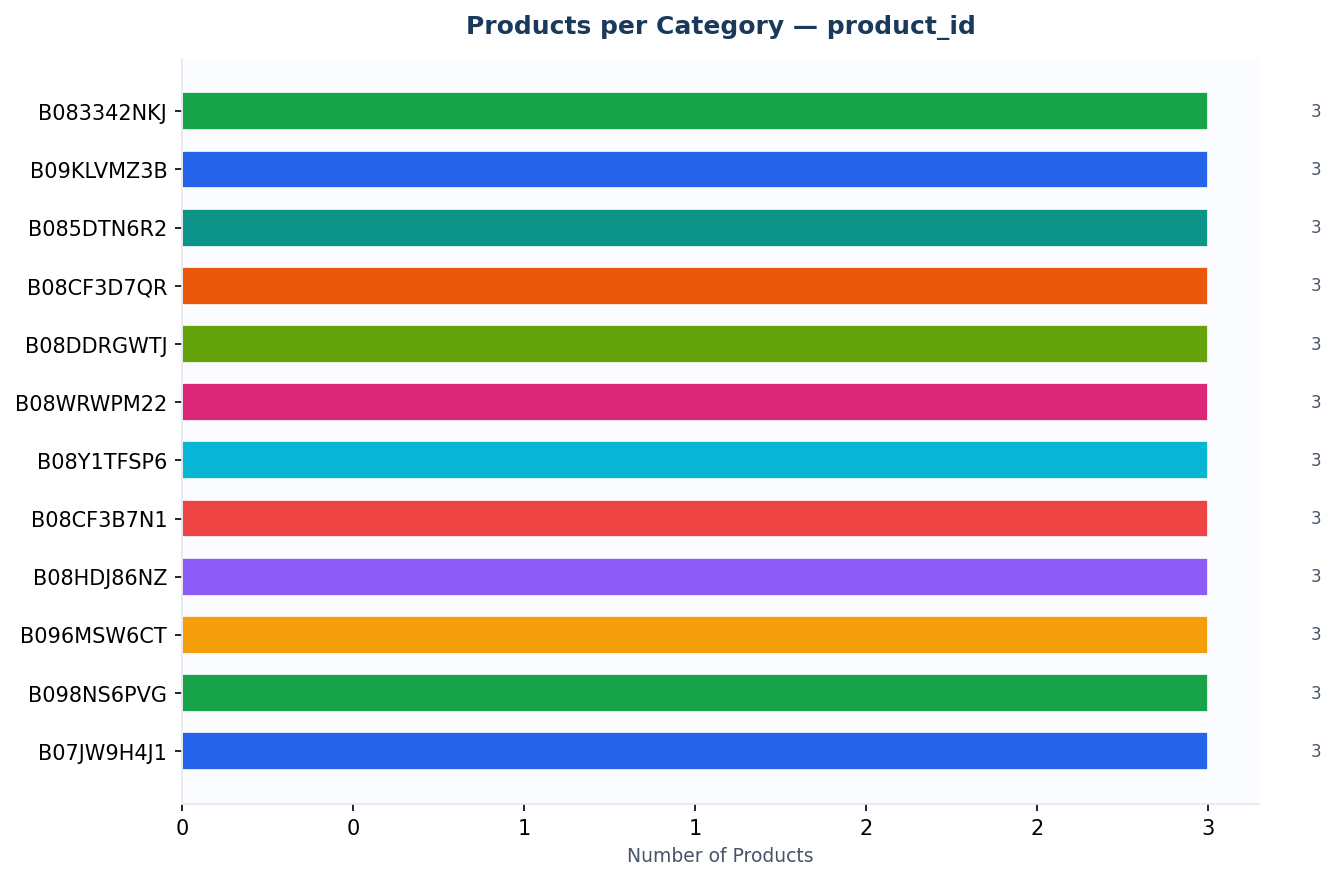 Products per Category — product_id
B083342NKJ 3
B09KLVMZ3B 3
B085DTN6R2 3
B08CF3D7QR 3
B08DDRGWTJ 3
B08WRWPM22 3
B08Y1TFSP6 3
B08CF3B7N1 3
B08HDJ86NZ 3
B096MSW6CT 3
B098NS6PVG 3
B07JW9H4J1 3
0 0 1 1 2 2 3
Number of Products